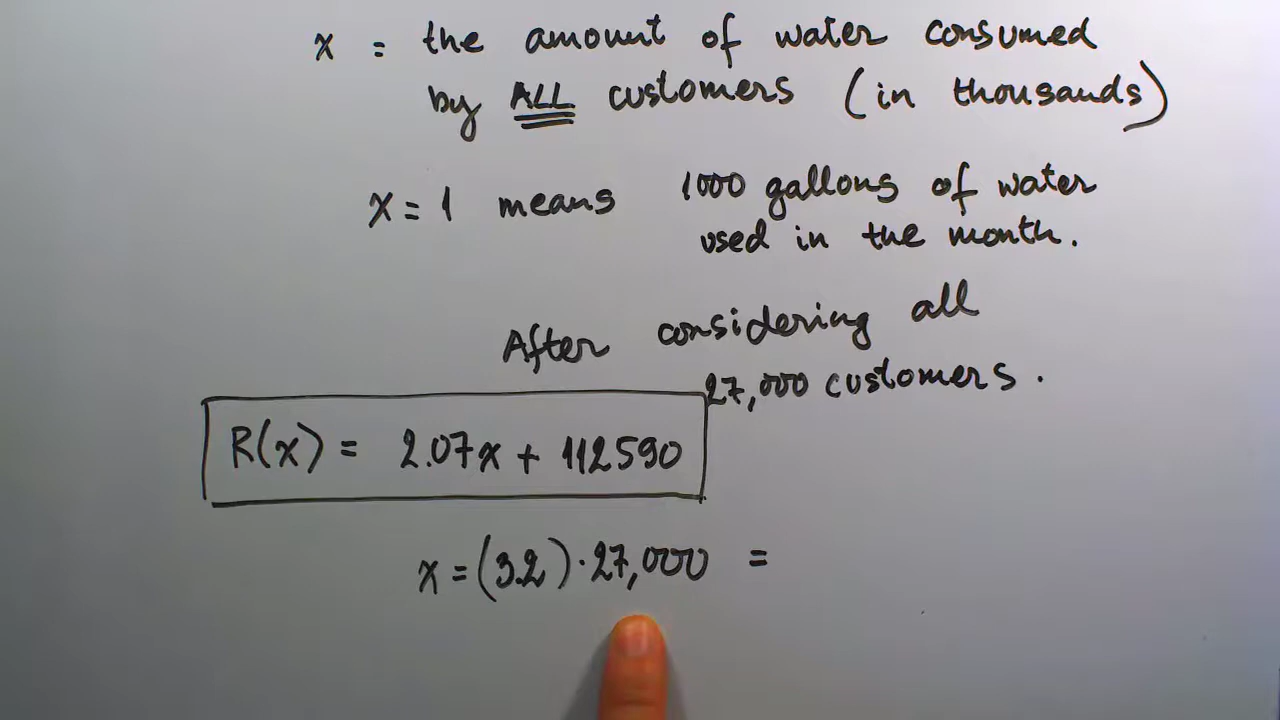 x = the amount of water consumed
by ALL customers (in thousands)
x = 1 means 1000 gallons of water
used in the month.
After considering all
27,000 customers.
R(x) = 2.07x + 112590
x = (3.2) · 27,000 =